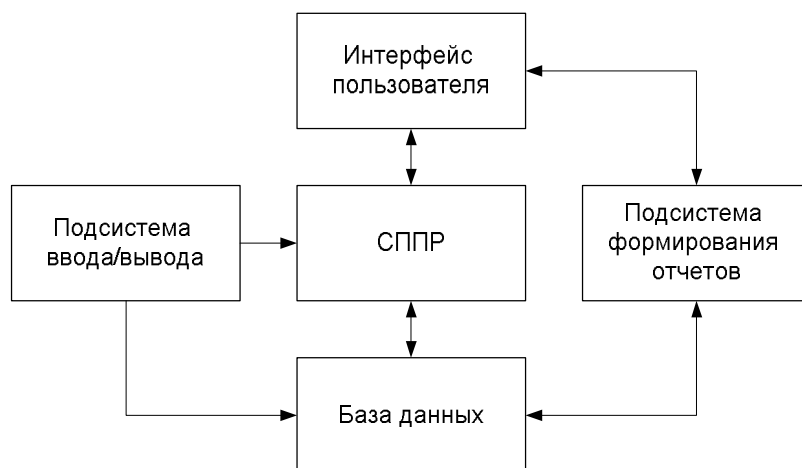 Интерфейс
пользователя
Подсистема
ввода/вывода
СППР
Подсистема
формирования
отчетов
База данных